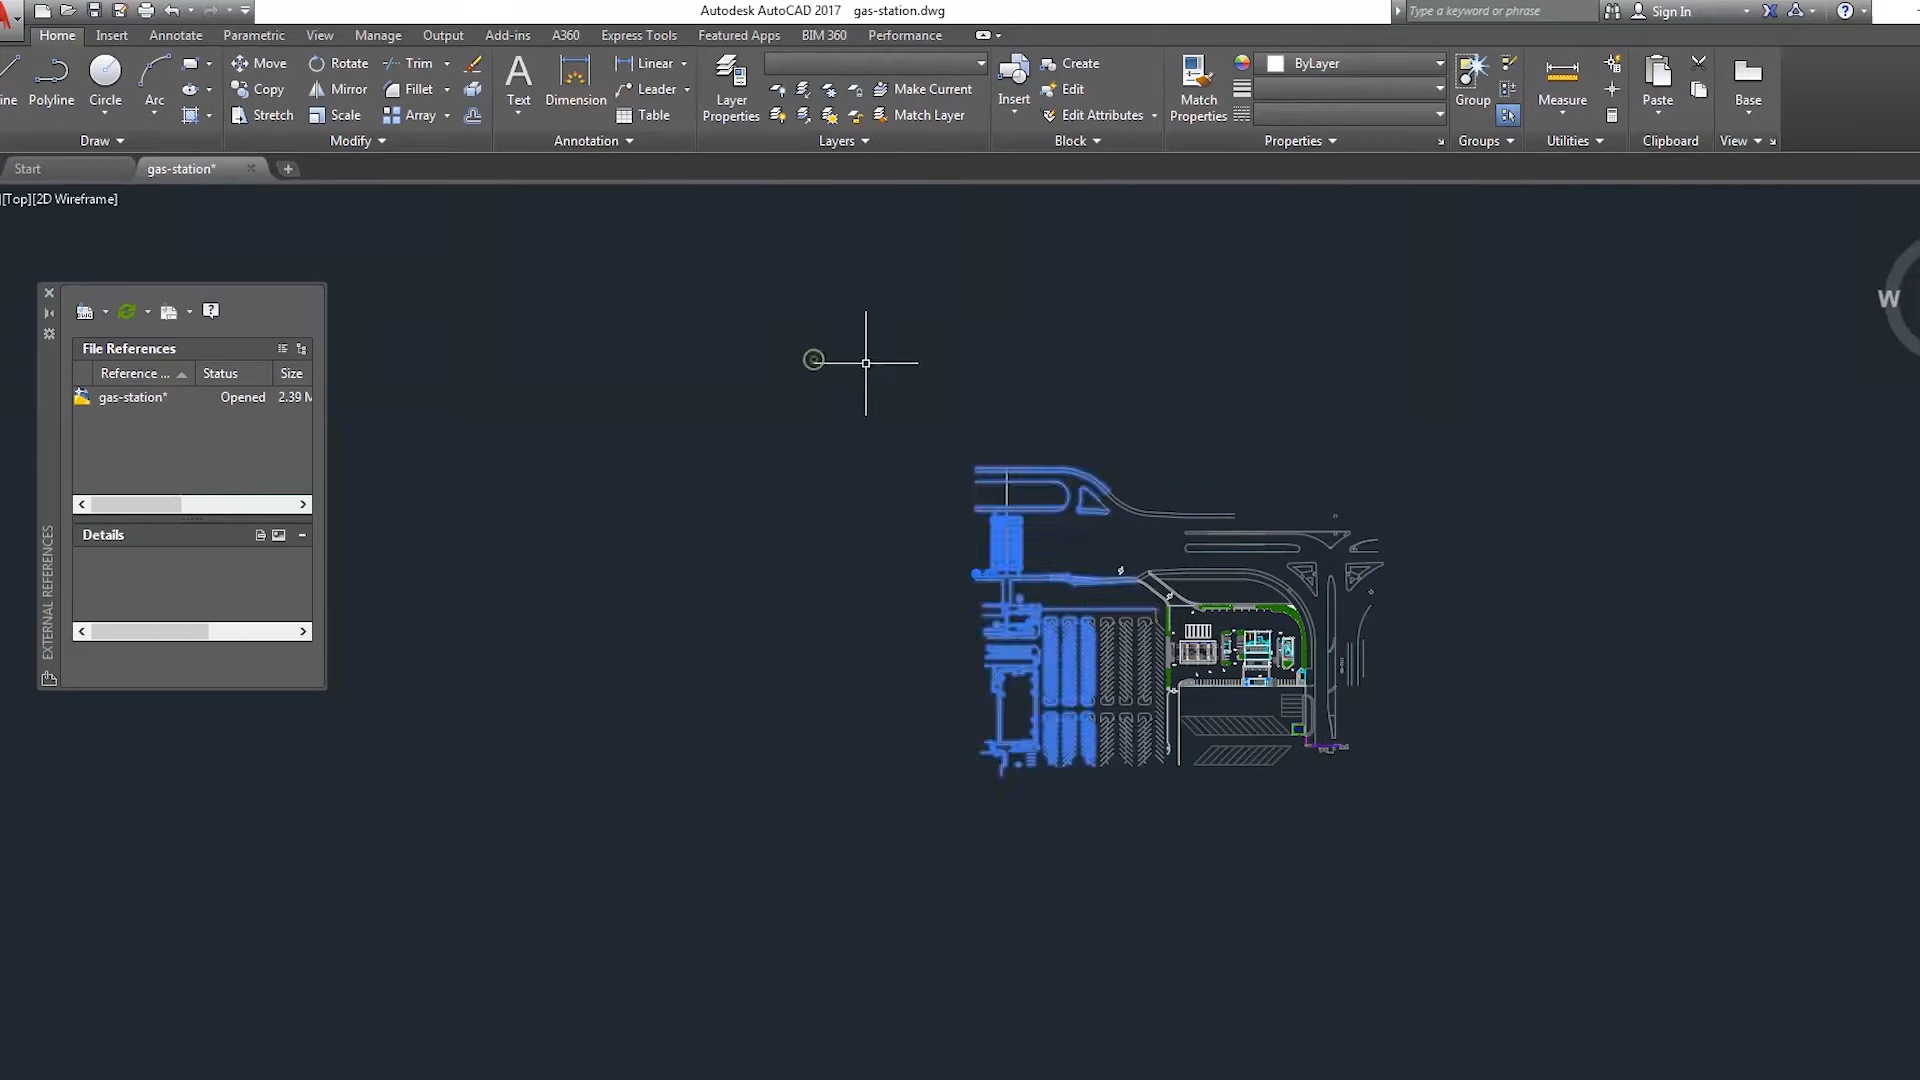 Autodesk AutoCAD 2017 gas-station.dwg
Type a keyword or phrase
Sign In
Home Insert Annotate Parametric View Manage Output Add-ins A360 Express Tools Featured Apps BIM 360 Performance
Move Rotate Trim
Copy Mirror Fillet
Stretch Scale Array
ine Polyline Circle Arc
Text Dimension
Linear
Leader
Table
Layer
Properties
Make Current
Match Layer
Insert
Create
Edit
Edit Attributes
Match
Properties
ByLayer
Group
Measure
Paste
Base
Draw Modify Annotation Layers Block Properties Groups Utilities Clipboard View
Start gas-station*
[Top][2D Wireframe]
W
File References
Reference ... Status Size
gas-station* Opened 2.39 M
Details
EXTERNAL REFERENCES